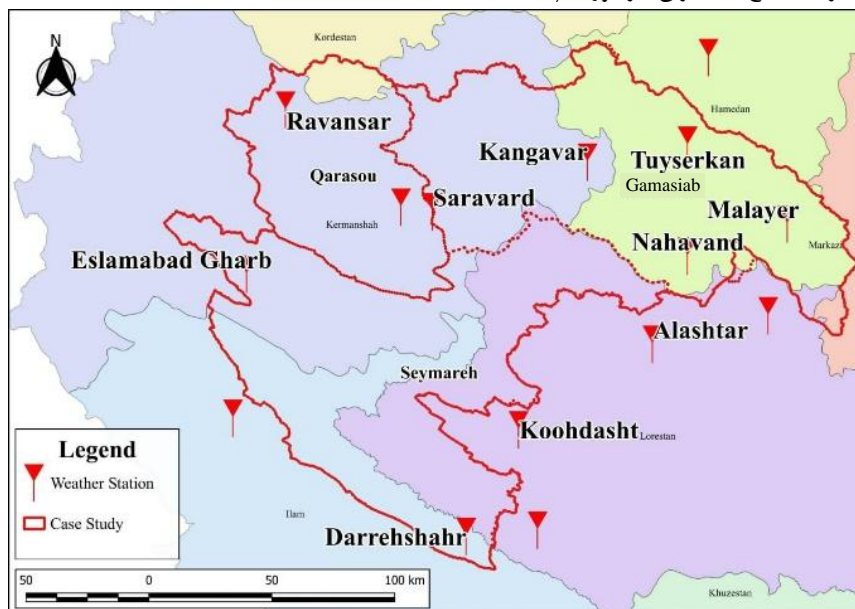 N
Kordestan
Hamedan
Ravansar
Kangavar
Tuyserkan
Qarasou
Gamasiab
Saravard
Malayer
Kermanshah
Nahavand
Markazi
Eslamabad Gharb
Alashtar
Seymareh
Koohdasht
Lorestan
Legend
Weather Station
Case Study
Ilam
Darrehshahr
50 0 50 100 km
Khuzestan